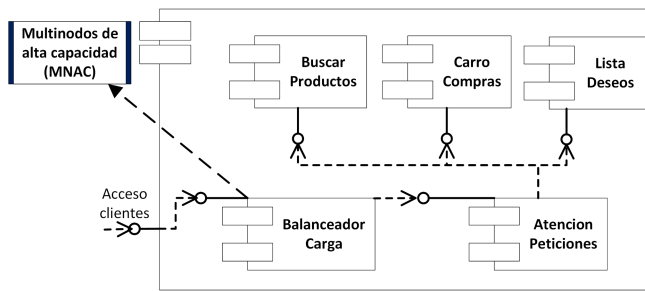 Multinodos de
alta capacidad
(MNAC)
Buscar
Productos
Carro
Compras
Lista
Deseos
Acceso
clientes
Balanceador
Carga
Atencion
Peticiones